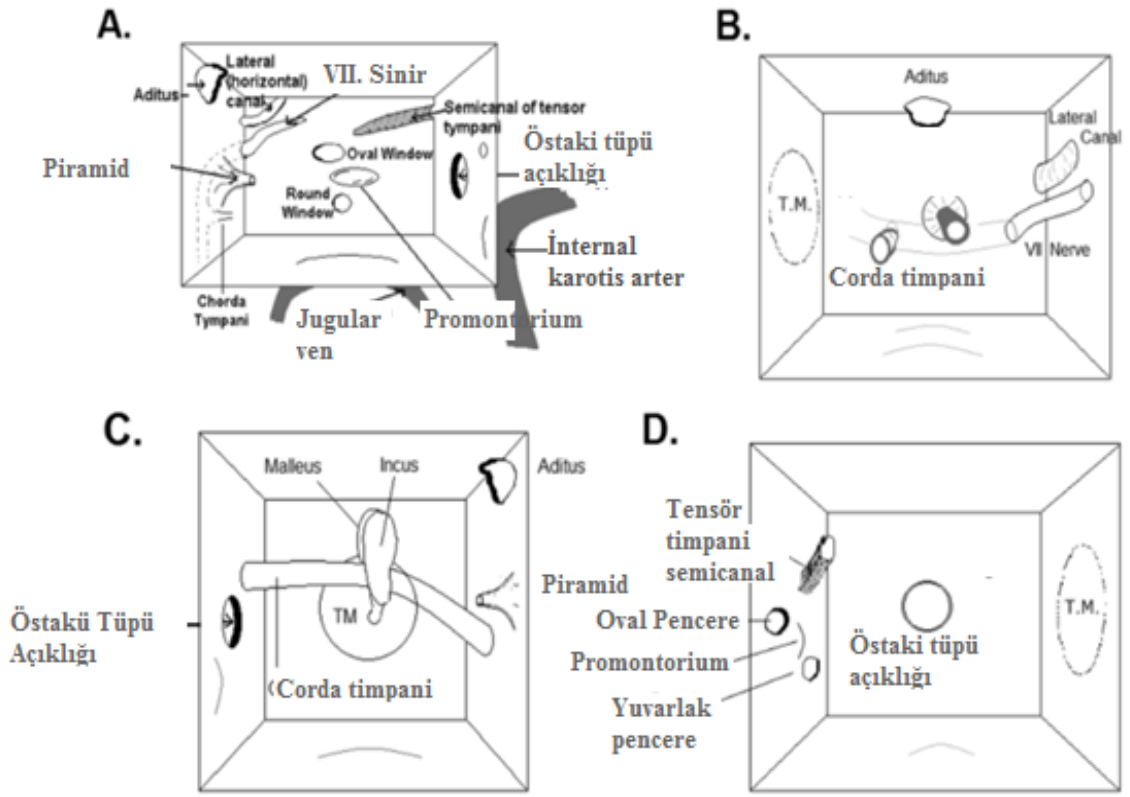 A.
Lateral
(horizontal)
canal
Aditus
VII. Sinir
Semicanal of tensor
tympani
Piramid
Oval Window
Östaki tüpü
açıklığı
Round
Window
İnternal
karotis arter
Chorda
Tympani
Jugular
ven
Promontorium
B.
Aditus
Lateral
Canal
T.M.
VII Nerve
Corda timpani
C.
Malleus
Incus
Aditus
Piramid
TM
Östakü Tüpü
Açıklığı
Corda timpani
D.
Tensör
timpani
semicanal
Oval Pencere
T.M.
Promontorium
Östaki tüpü
açıklığı
Yuvarlak
pencere